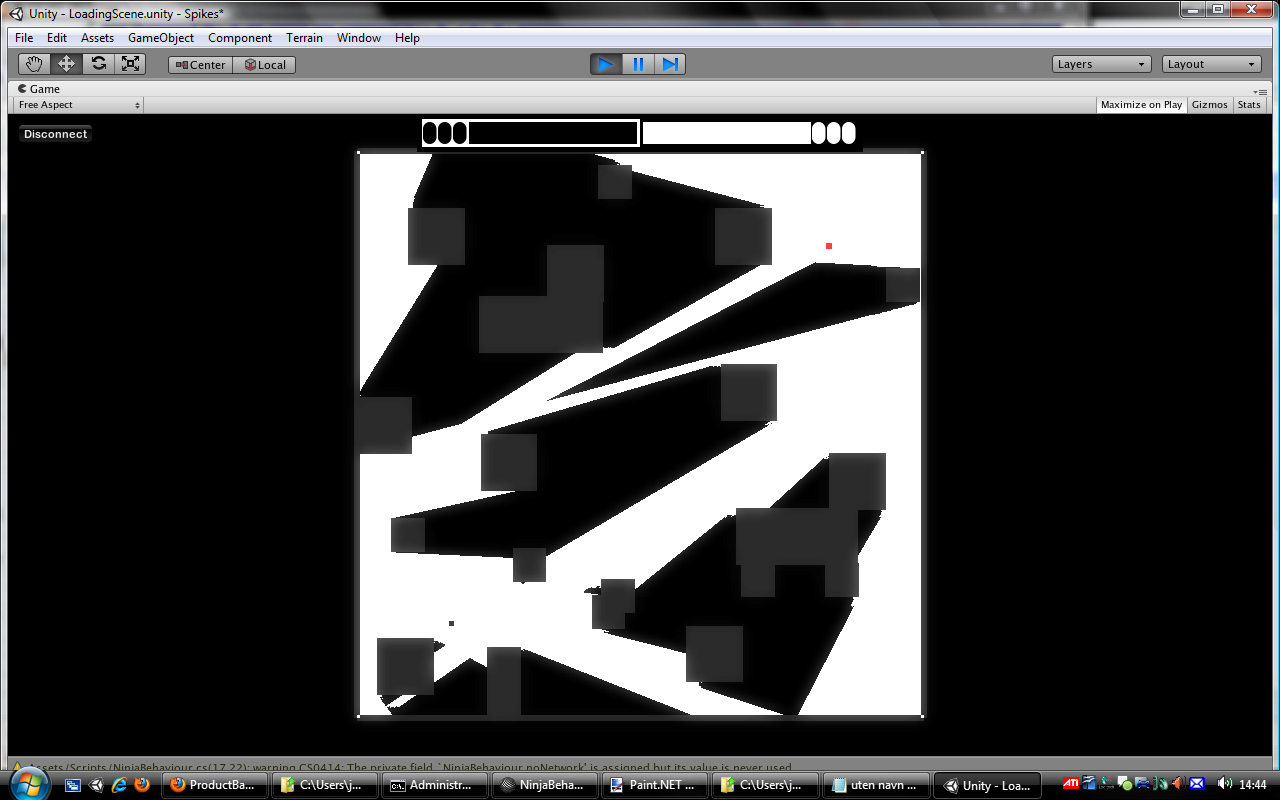 Unity - LoadingScene.unity - Spikes*
File Edit Assets GameObject Component Terrain Window Help
Center Local Layers Layout
Game
Free Aspect Maximize on Play Gizmos Stats
Disconnect
Assets/Scripts/NinjaBehaviour.cs(17,22): warning CS0414: The private field `NinjaBehaviour.noNetwork' is assigned but its value is never used
ProductBa... C:\Users\j... Administr... NinjaBeha... Paint.NET ... C:\Users\j... uten navn ... Unity - Loa... ATI 14:44